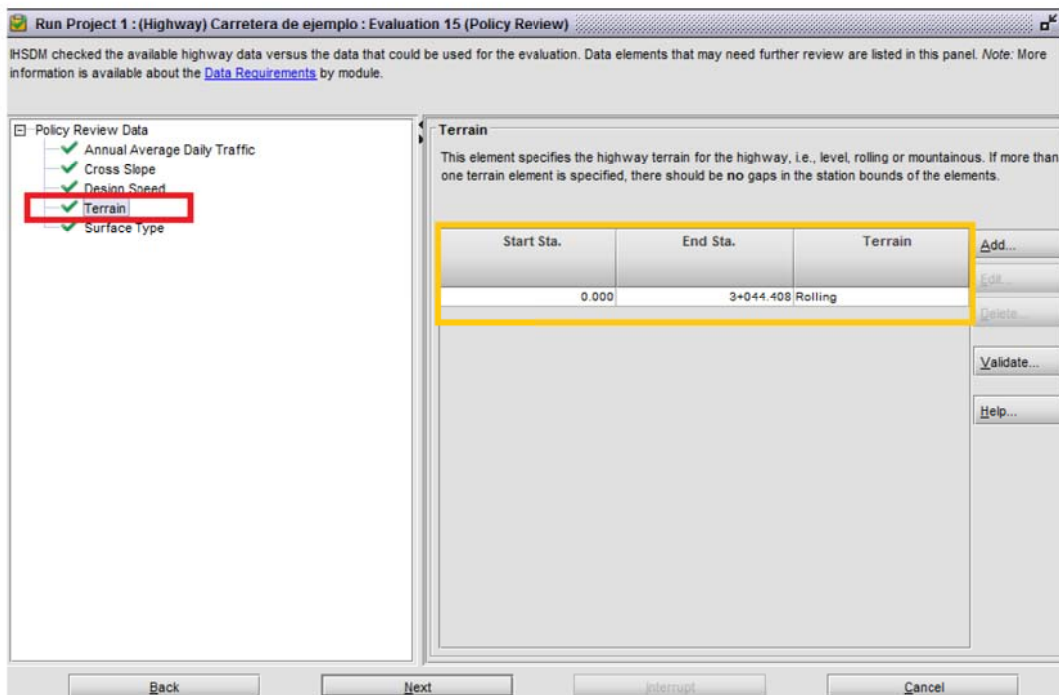 Run Project 1 : (Highway) Carretera de ejemplo : Evaluation 15 (Policy Review)
IHSDM checked the available highway data versus the data that could be used for the evaluation. Data elements that may need further review are listed in this panel. Note: More
information is available about the Data Requirements by module.
Policy Review Data
Annual Average Daily Traffic
Cross Slope
Design Speed
Terrain
Surface Type
Terrain
This element specifies the highway terrain for the highway, i.e., level, rolling or mountainous. If more than
one terrain element is specified, there should be no gaps in the station bounds of the elements.
Start Sta. End Sta. Terrain
0.000 3+044.408 Rolling
Add...
Edit...
Delete...
Validate...
Help...
Back Next Interrupt Cancel